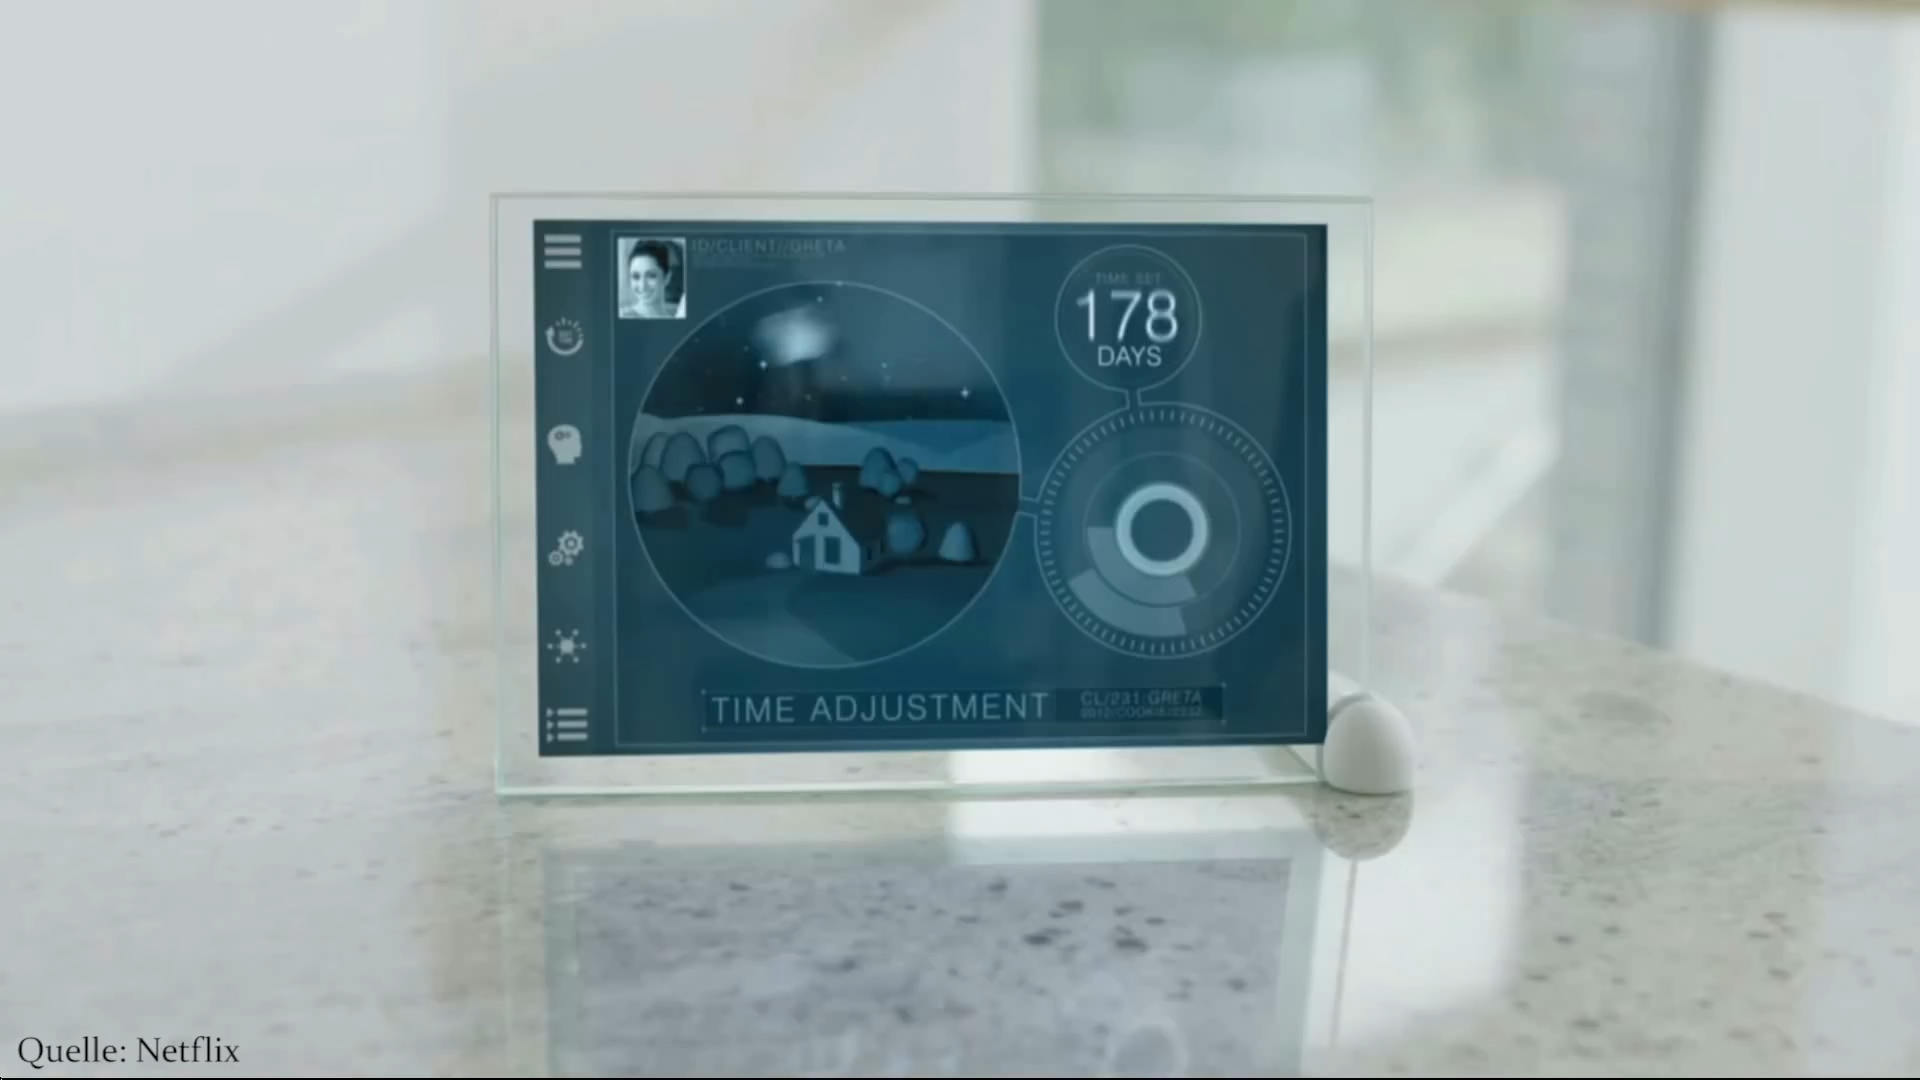 ID/CLIENT//GRETA
TIME SET
178
DAYS
TIME ADJUSTMENT
CL/231/GRETA
Quelle: Netflix